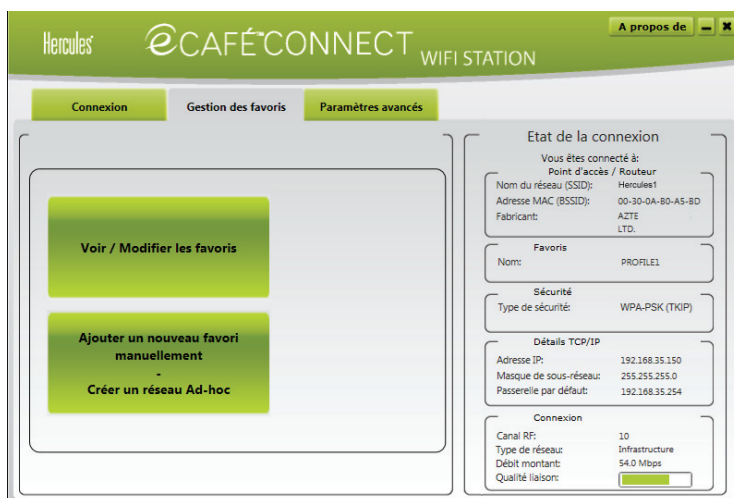 Hercules
eCAFÉ™CONNECT WIFI STATION
A propos de
Connexion
Gestion des favoris
Paramètres avancés
Voir / Modifier les favoris
Ajouter un nouveau favori
manuellement
-
Créer un réseau Ad-hoc
Etat de la connexion
Vous êtes connecté à:
Point d'accès / Routeur
Nom du réseau (SSID): Hercules1
Adresse MAC (BSSID): 00-30-0A-B0-A5-BD
Fabricant: AZTE
LTD.
Favoris
Nom: PROFILE1
Sécurité
Type de sécurité: WPA-PSK (TKIP)
Détails TCP/IP
Adresse IP: 192.168.35.150
Masque de sous-réseau: 255.255.255.0
Passerelle par défaut: 192.168.35.254
Connexion
Canal RF: 10
Type de réseau: Infrastructure
Débit montant: 54.0 Mbps
Qualité liaison: